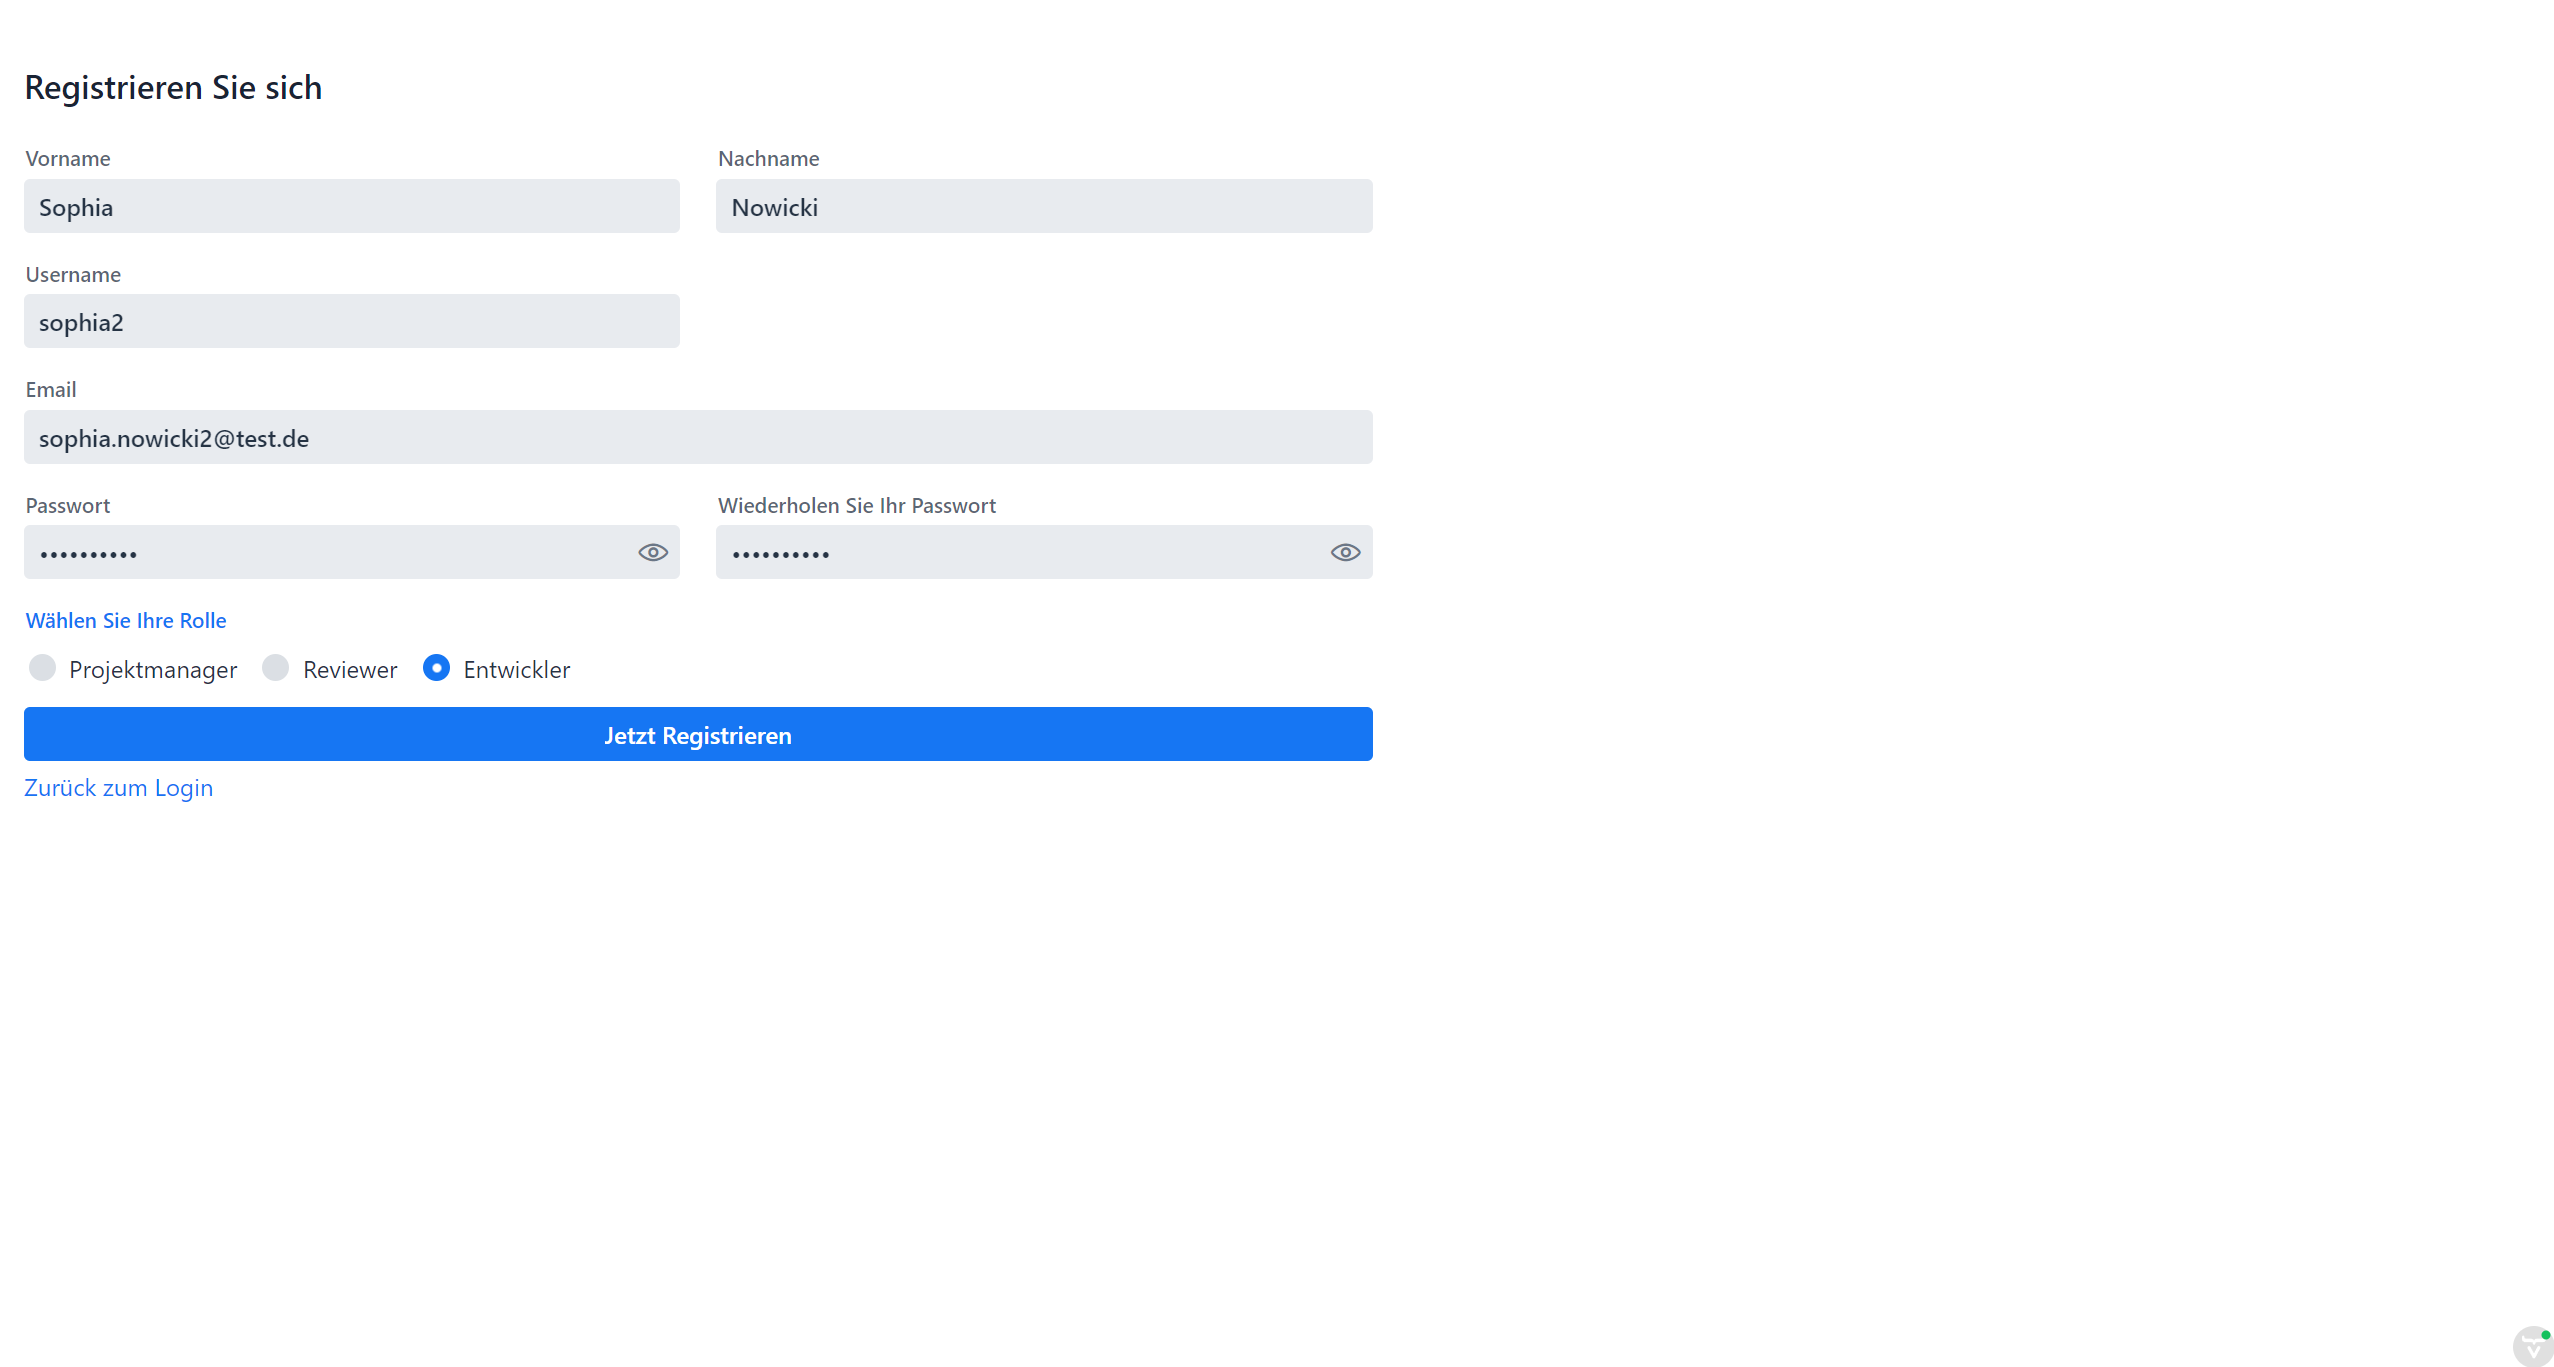 Registrieren Sie sich
Vorname
Nachname
Sophia
Nowicki
Username
sophia2
Email
sophia.nowicki2@test.de
Passwort
Wiederholen Sie Ihr Passwort
••••••••••
••••••••••
Wählen Sie Ihre Rolle
Projektmanager
Reviewer
Entwickler
Jetzt Registrieren
Zurück zum Login